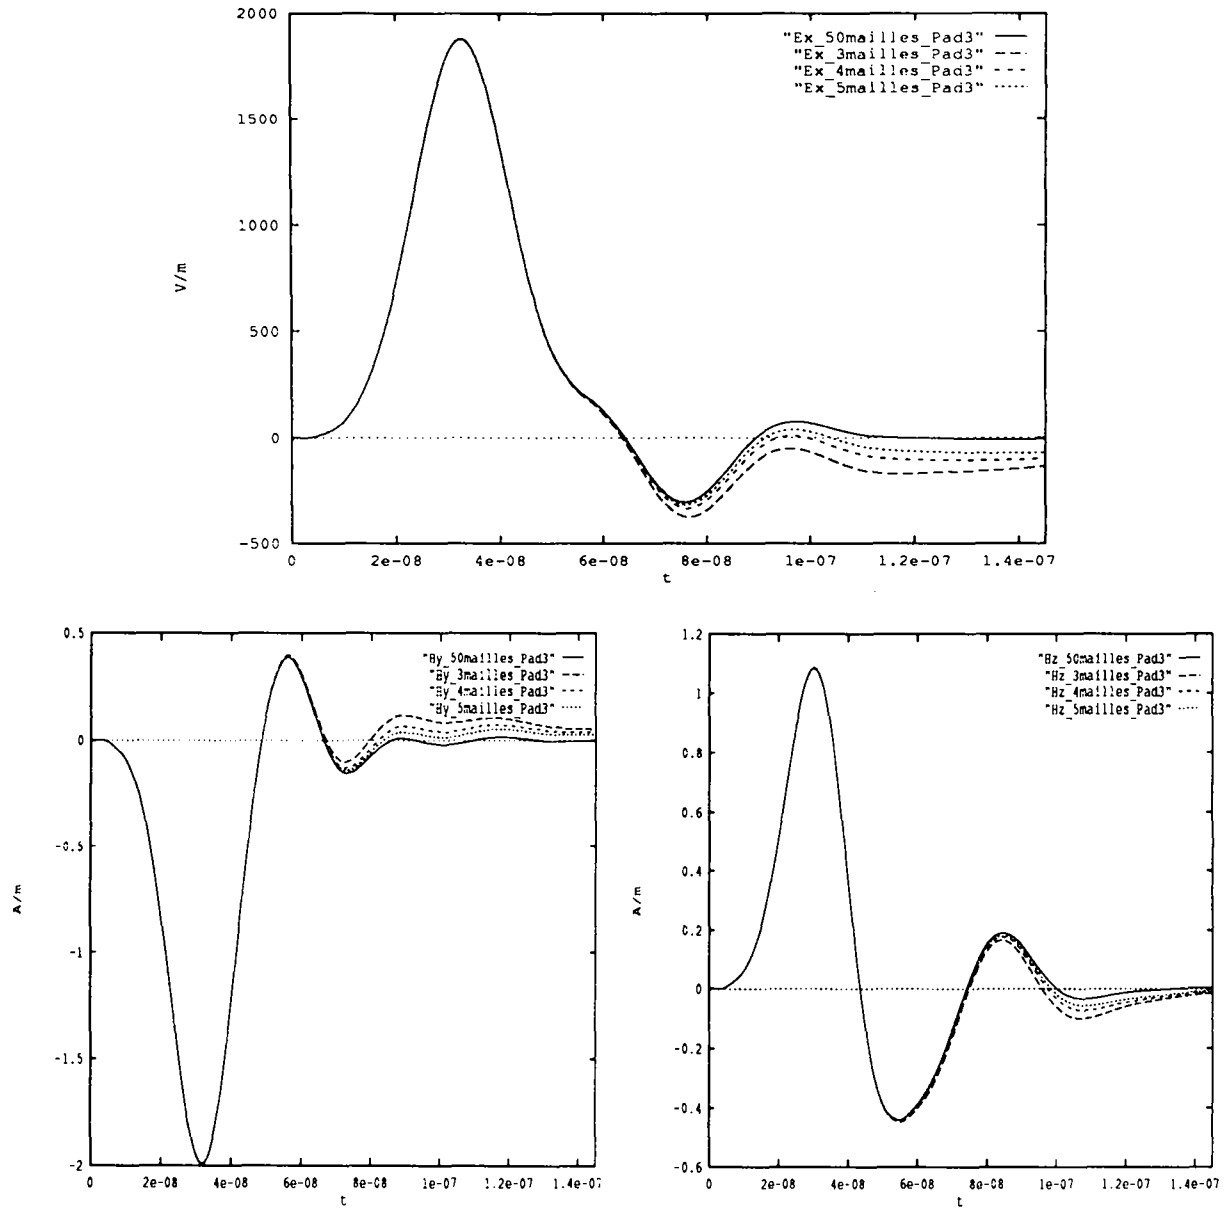 2000
1500
1000
500
0
-500
V/m
"Ex_50mailles_Pad3"
"Ex_3mailles_Pad3"
"Ex_4mailles_Pad3"
"Ex_5mailles_Pad3"
0 2e-08 4e-08 6e-08 8e-08 1e-07 1.2e-07 1.4e-07
t
0.5
0
-0.5
-1
-1.5
-2
A/m
"Hy_50mailles_Pad3"
"Hy_3mailles_Pad3"
"Hy_4mailles_Pad3"
"Hy_5mailles_Pad3"
0 2e-08 4e-08 6e-08 8e-08 1e-07 1.2e-07 1.4e-07
t
1.2
1
0.8
0.6
0.4
0.2
0
-0.2
-0.4
-0.6
A/m
"Hz_50mailles_Pad3"
"Hz_3mailles_Pad3"
"Hz_4mailles_Pad3"
"Hz_5mailles_Pad3"
0 2e-08 4e-08 6e-08 8e-08 1e-07 1.2e-07 1.4e-07
t